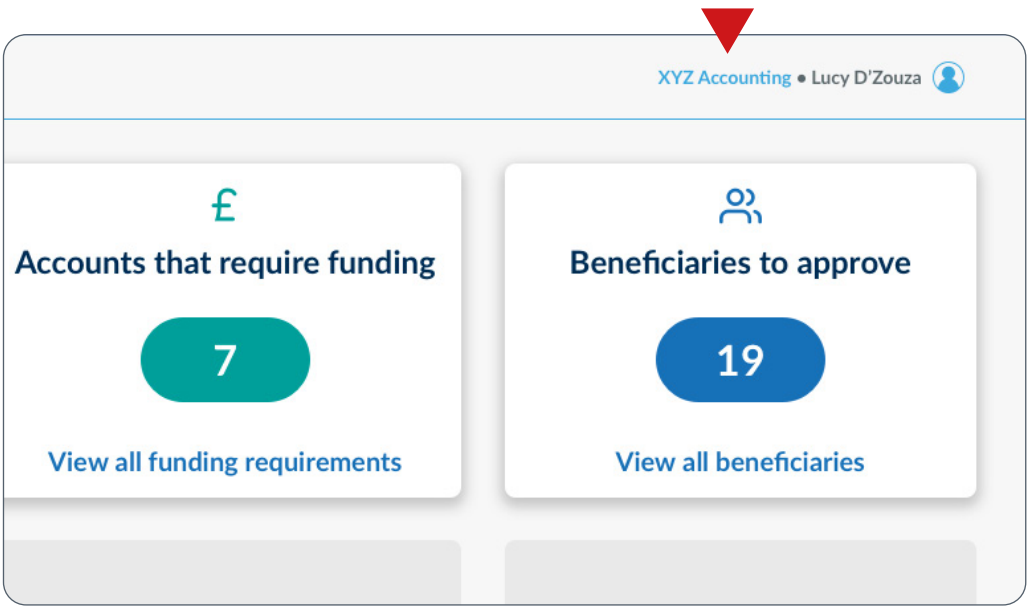 XYZ Accounting • Lucy D'Zouza
£
Accounts that require funding
7
View all funding requirements
Beneficiaries to approve
19
View all beneficiaries